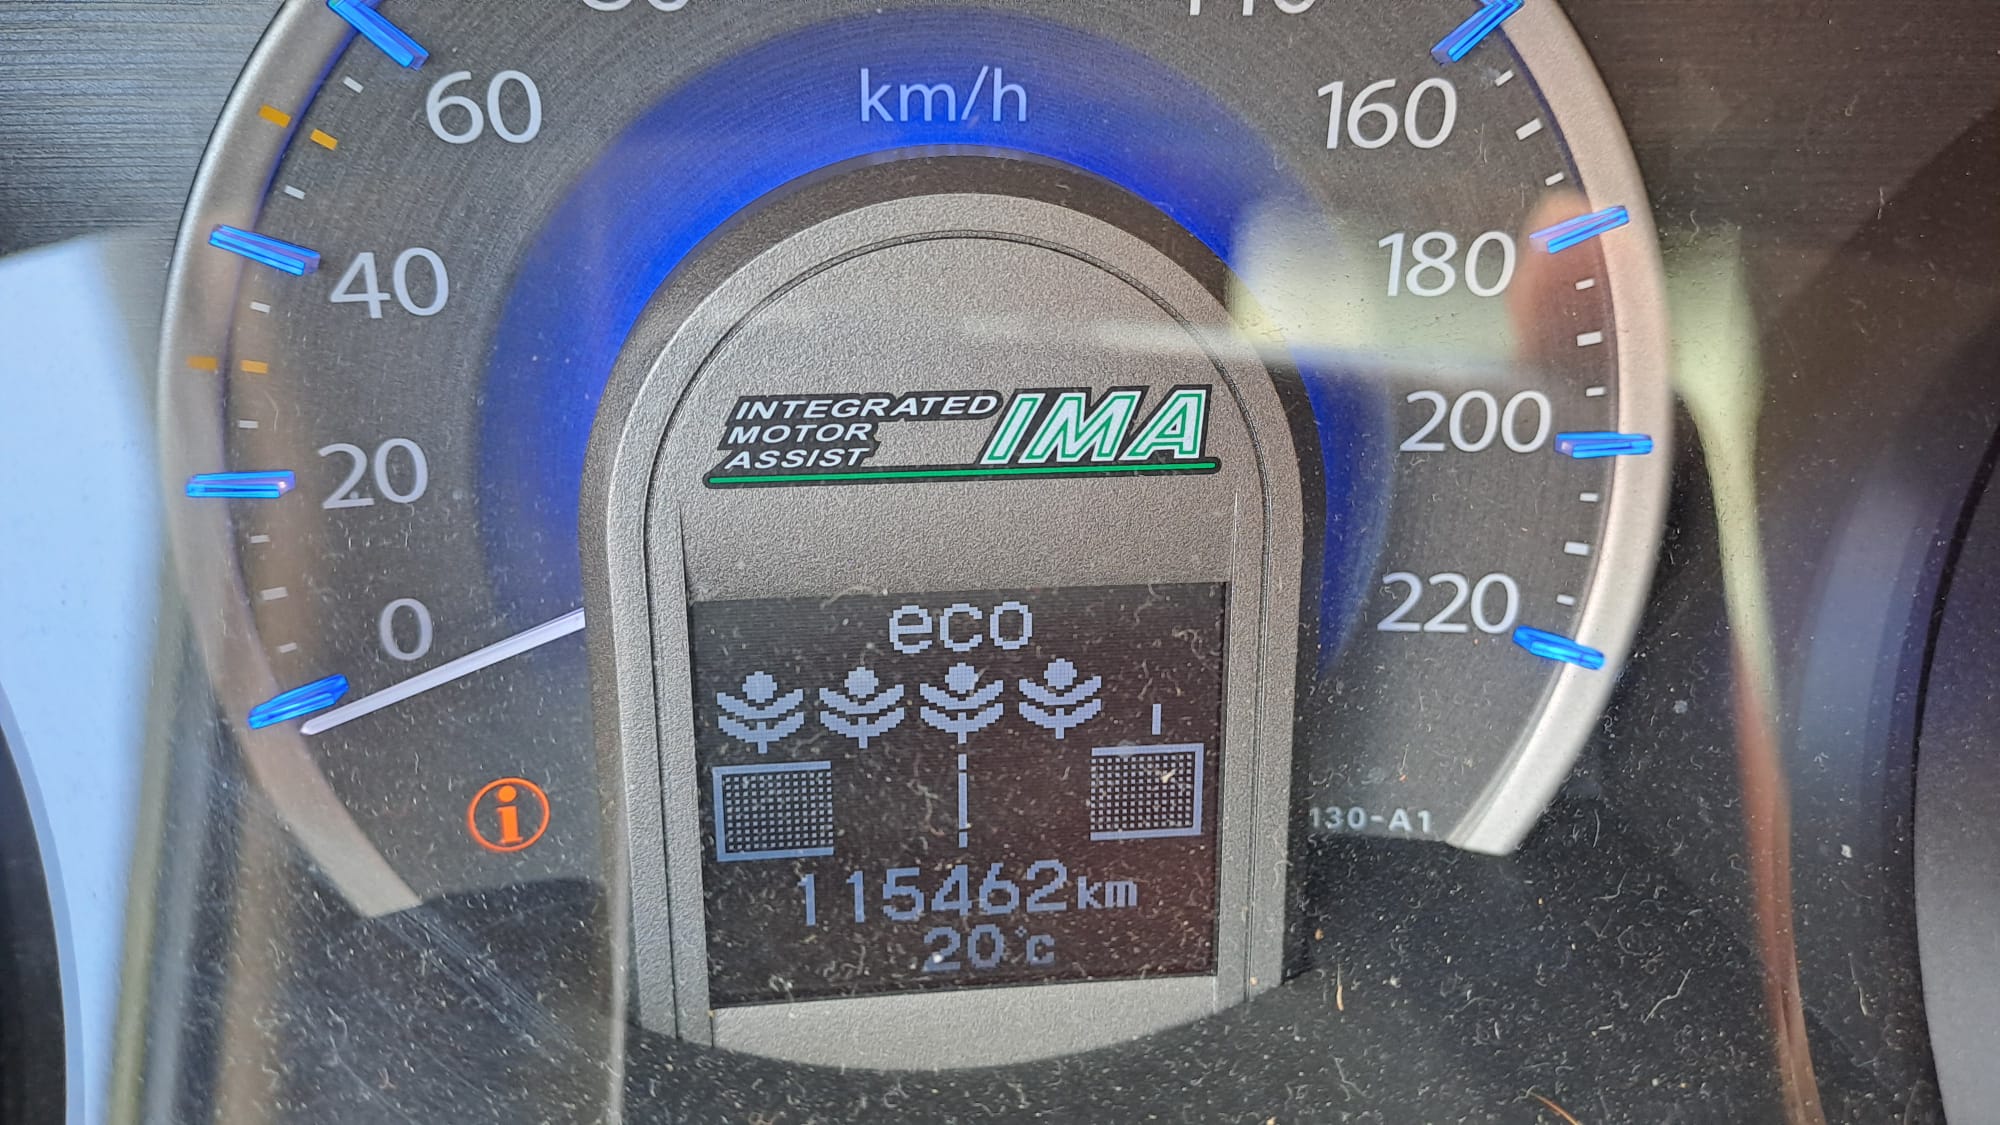 km/h
60
160
40
180
20
200
0
220
INTEGRATED
MOTOR
ASSIST
IMA
eco
i
130-A1
115462km
20°c